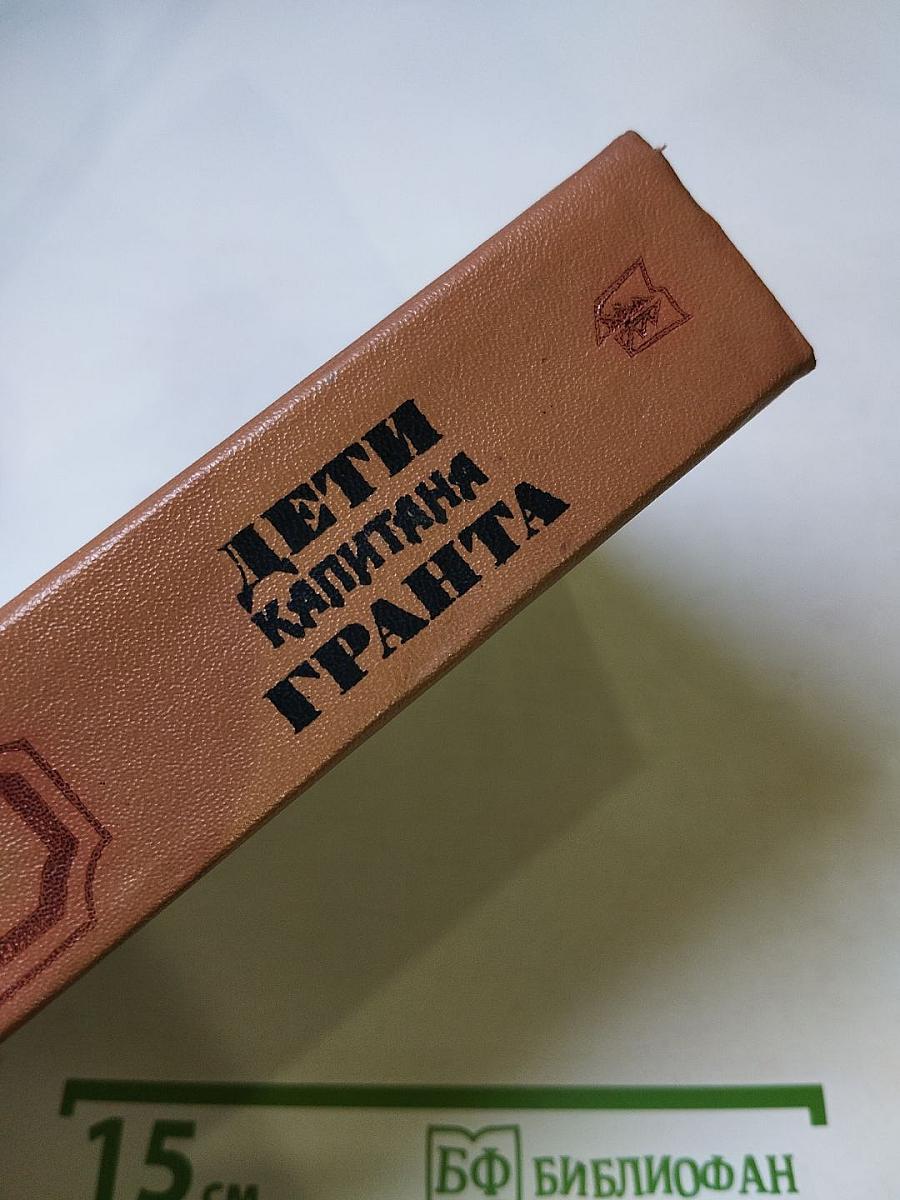 ДЕТИ
КАПИТАНА
ГРАНТА
15 см
БФ БИБЛИОФАН